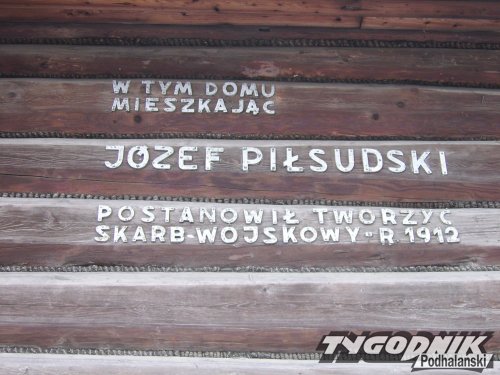 W TYM DOMU
MIESZKAJĄC
JÓZEF PIŁSUDSKI
POSTANOWIŁ TWORZYĆ
SKARB-WOJSKOWY-R. 1912
TYGODNIK
Podhalański